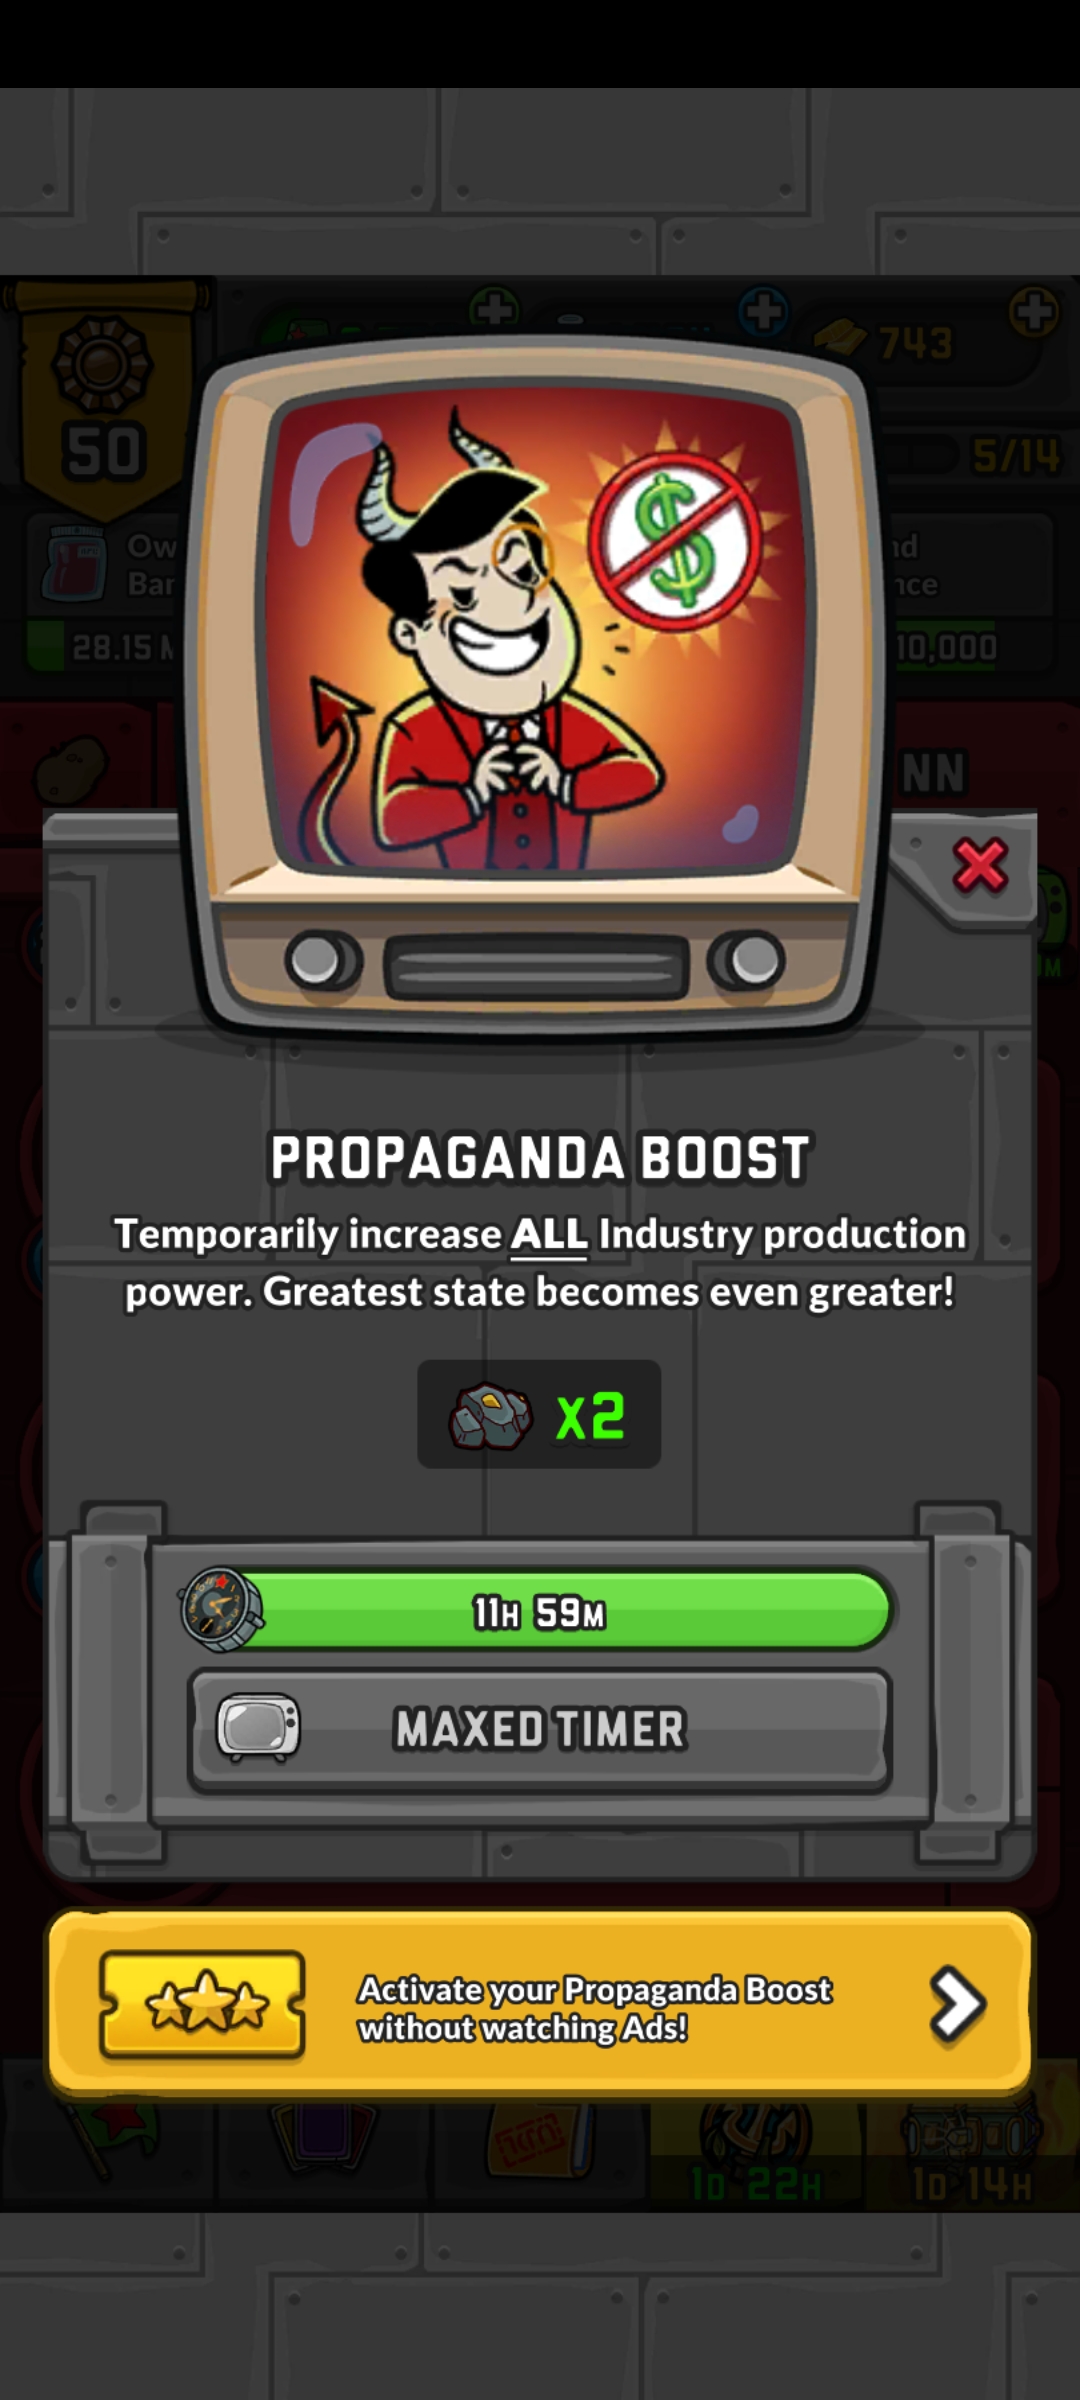 743
50
5/14
28.15 M
10,000
NN
PROPAGANDA BOOST
Temporarily increase ALL Industry production
power. Greatest state becomes even greater!
X2
11H 59M
MAXED TIMER
Activate your Propaganda Boost
without watching Ads!
1D 22H
1D 14H